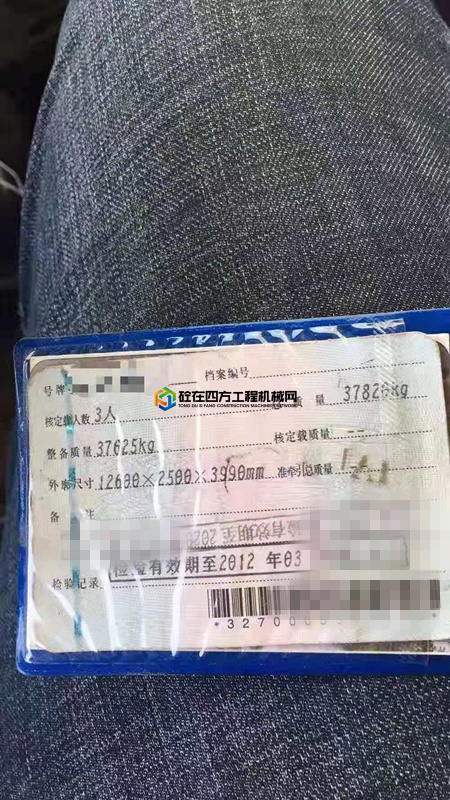 砼在四方工程机械网
TONG ZAI SI FANG CONSTRUCTION MACHINERY NETWORK
号牌 档案编号
核定载人数 3人 质量 37820kg
整备质量 37625kg 核定载质量 --
外廓尺寸 12600×2500×3990mm 准牵引总质量
备注
检验有效期至2012年03
检验记录
*32700